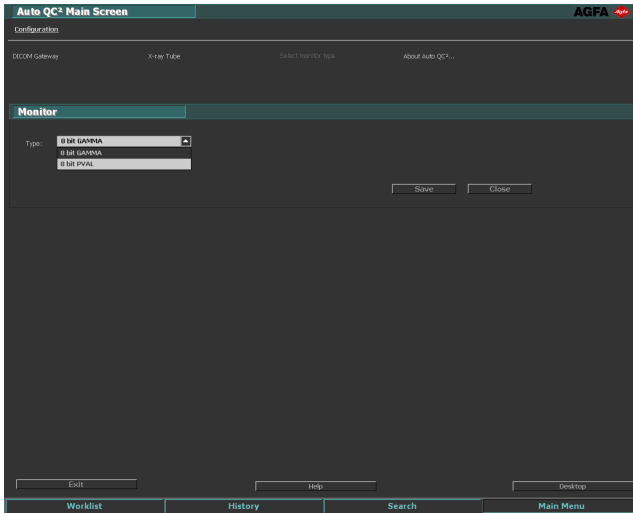 Auto QC² Main Screen
AGFA
Agfa
Configuration
DICOM Gateway X-ray Tube Select monitor type About Auto QC²...
Monitor
Type: 8 bit GAMMA
8 bit GAMMA
8 bit PVAL
Save Close
Exit Help Desktop
Worklist History Search Main Menu